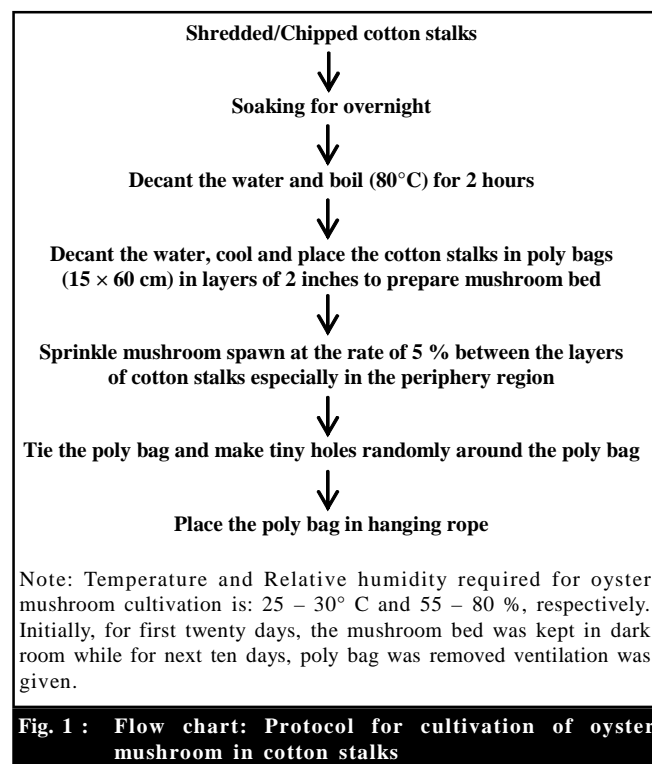 Shredded/Chipped cotton stalks
Soaking for overnight
Decant the water and boil (80°C) for 2 hours
Decant the water, cool and place the cotton stalks in poly bags
(15 × 60 cm) in layers of 2 inches to prepare mushroom bed
Sprinkle mushroom spawn at the rate of 5 % between the layers
of cotton stalks especially in the periphery region
Tie the poly bag and make tiny holes randomly around the poly bag
Place the poly bag in hanging rope
Note: Temperature and Relative humidity required for oyster
mushroom cultivation is: 25 – 30° C and 55 – 80 %, respectively.
Initially, for first twenty days, the mushroom bed was kept in dark
room while for next ten days, poly bag was removed ventilation was
given.
Fig. 1 : Flow chart: Protocol for cultivation of oyster
mushroom in cotton stalks